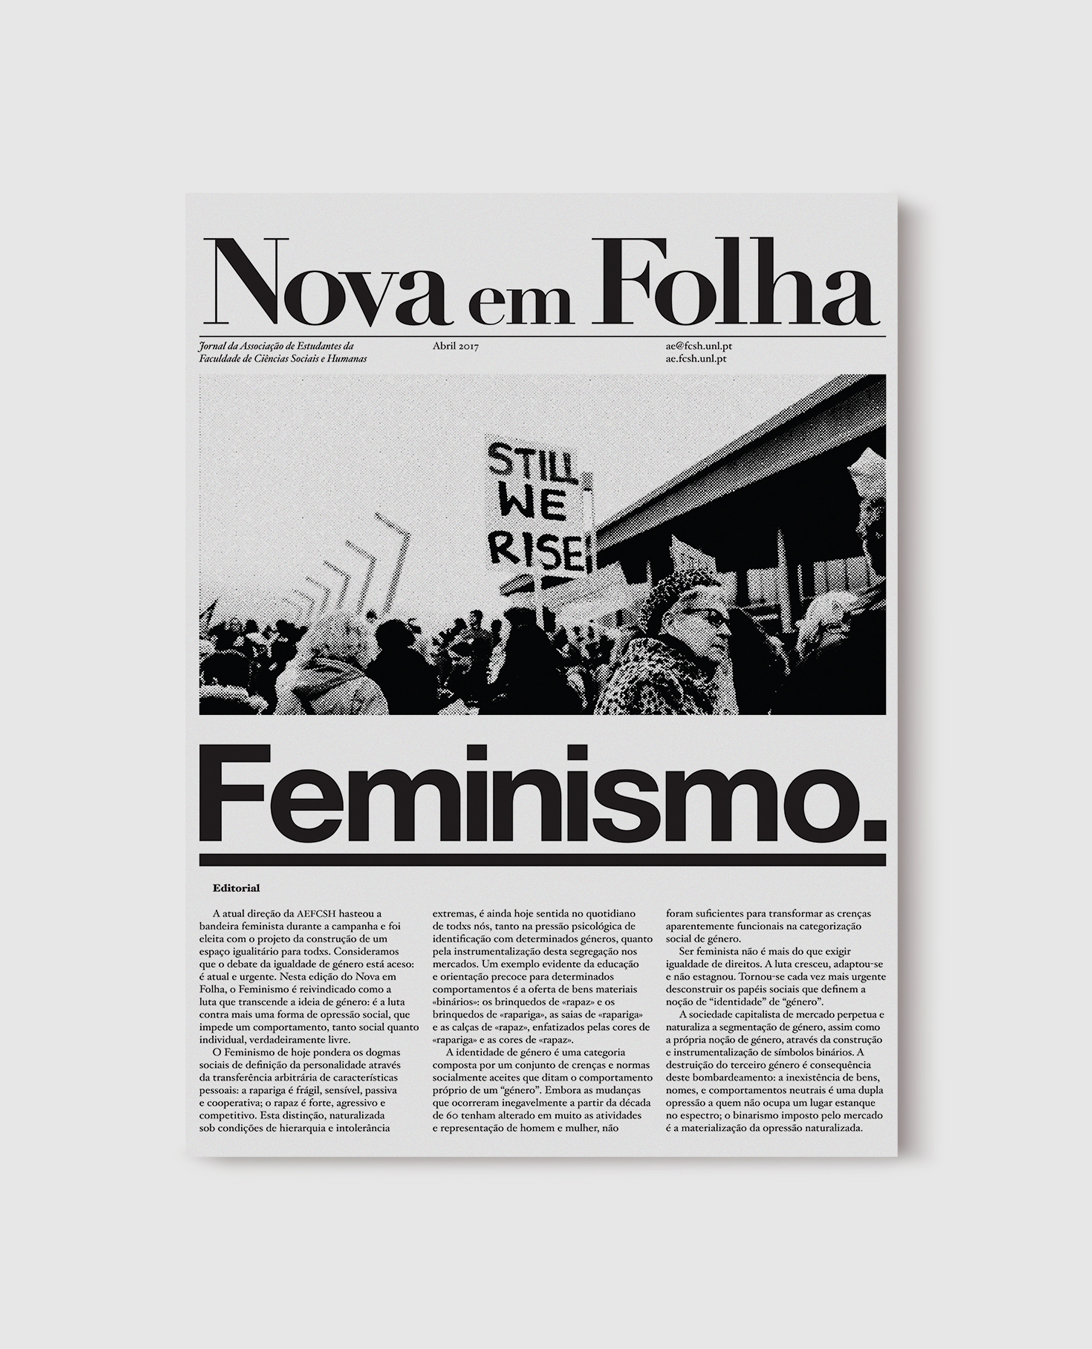 Nova em Folha
Jornal da Associação de Estudantes da
Faculdade de Ciências Sociais e Humanas
Abril 2017
ae@fcsh.unl.pt
ae.fcsh.unl.pt
STILL
WE
RISE!
Feminismo.
Editorial
A atual direção da AEFCSH hasteou a
bandeira feminista durante a campanha e foi
eleita com o projeto da construção de um
espaço igualitário para todxs. Consideramos
que o debate da igualdade de género está aceso:
é atual e urgente. Nesta edição do Nova em
Folha, o Feminismo é reivindicado como a
luta que transcende a ideia de género: é a luta
contra mais uma forma de opressão social, que
impede um comportamento, tanto social quanto
individual, verdadeiramente livre.
O Feminismo de hoje pondera os dogmas
sociais de definição da personalidade através
da transferência arbitrária de características
pessoais: a rapariga é frágil, sensível, passiva
e cooperativa; o rapaz é forte, agressivo e
competitivo. Esta distinção, naturalizada
sob condições de hierarquia e intolerância
extremas, é ainda hoje sentida no quotidiano
de todxs nós, tanto na pressão psicológica de
identificação com determinados géneros, quanto
pela instrumentalização desta segregação nos
mercados. Um exemplo evidente da educação
e orientação precoce para determinados
comportamentos é a oferta de bens materiais
«binários»: os brinquedos de «rapaz» e os
brinquedos de «rapariga», as saias de «rapariga»
e as calças de «rapaz», enfatizados pelas cores de
«rapariga» e as cores de «rapaz».
A identidade de género é uma categoria
composta por um conjunto de crenças e normas
socialmente aceites que ditam o comportamento
próprio de um “género”. Embora as mudanças
que ocorreram inegavelmente a partir da década
de 60 tenham alterado em muito as atividades
e representação de homem e mulher, não
foram suficientes para transformar as crenças
aparentemente funcionais na categorização
social de género.
Ser feminista não é mais do que exigir
igualdade de direitos. A luta cresceu, adaptou-se
e não estagnou. Tornou-se cada vez mais urgente
desconstruir os papéis sociais que definem a
noção de “identidade” de “género”.
A sociedade capitalista de mercado perpetua e
naturaliza a segmentação de género, assim como
a própria noção de género, através da construção
e instrumentalização de símbolos binários. A
destruição do terceiro género é consequência
deste bombardeamento: a inexistência de bens,
nomes, e comportamentos neutrais é uma dupla
opressão a quem não ocupa um lugar estanque
no espectro; o binarismo imposto pelo mercado
é a materialização da opressão naturalizada.